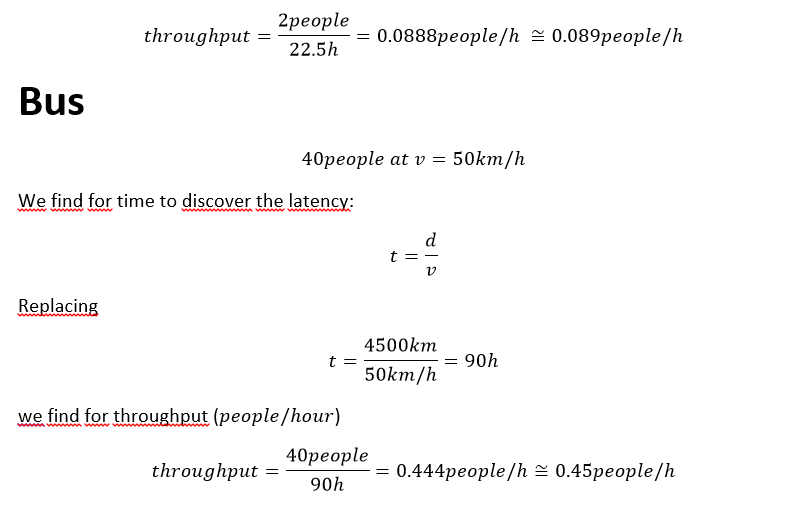 throughput = 2people / 22.5h = 0.0888people/h ≅ 0.089people/h
Bus
40people at v = 50km/h
We find for time to discover the latency:
t = d / v
Replacing
t = 4500km / 50km/h = 90h
we find for throughput (people/hour)
throughput = 40people / 90h = 0.444people/h ≅ 0.45people/h